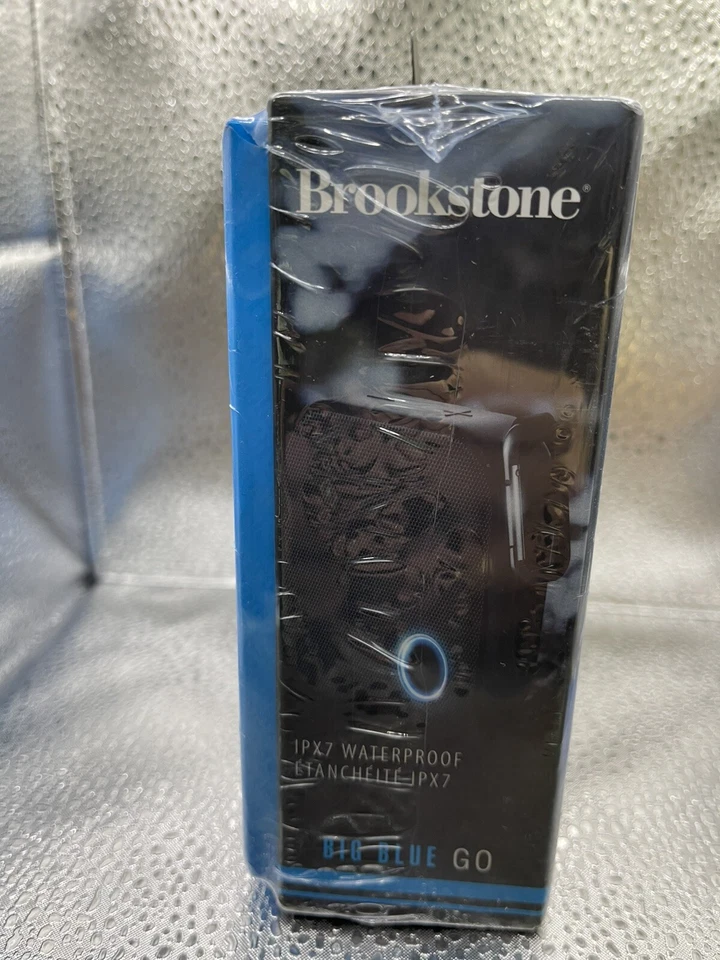 Brookstone®
IPX7 WATERPROOF
ÉTANCHÉITÉ IPX7
BIG BLUE GO